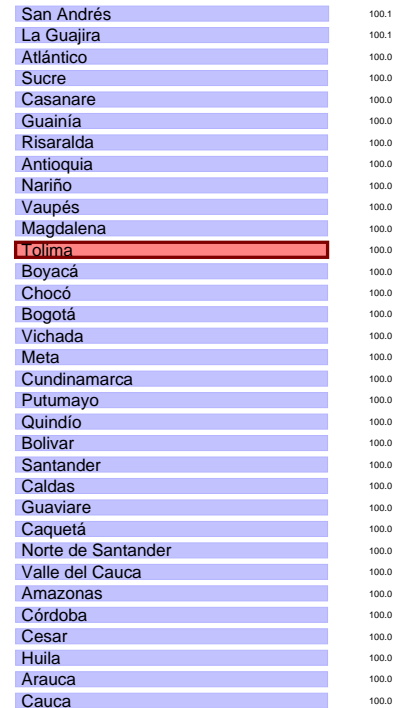 San Andrés 100.1
La Guajira 100.1
Atlántico 100.0
Sucre 100.0
Casanare 100.0
Guainía 100.0
Risaralda 100.0
Antioquia 100.0
Nariño 100.0
Vaupés 100.0
Magdalena 100.0
Tolima 100.0
Boyacá 100.0
Chocó 100.0
Bogotá 100.0
Vichada 100.0
Meta 100.0
Cundinamarca 100.0
Putumayo 100.0
Quindío 100.0
Bolivar 100.0
Santander 100.0
Caldas 100.0
Guaviare 100.0
Caquetá 100.0
Norte de Santander 100.0
Valle del Cauca 100.0
Amazonas 100.0
Córdoba 100.0
Cesar 100.0
Huila 100.0
Arauca 100.0
Cauca 100.0